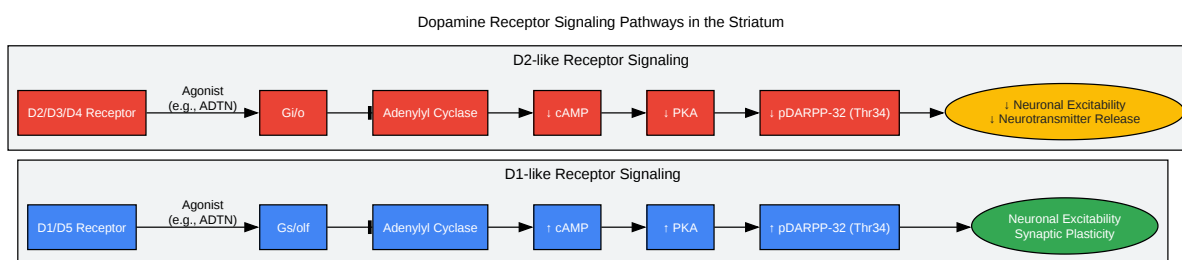 Dopamine Receptor Signaling Pathways in the Striatum
D2-like Receptor Signaling
D2/D3/D4 Receptor
Agonist
(e.g., ADTN)
Gi/o
Adenylyl Cyclase
↓ cAMP
↓ PKA
↓ pDARPP-32 (Thr34)
↓ Neuronal Excitability
↓ Neurotransmitter Release
D1-like Receptor Signaling
D1/D5 Receptor
Agonist
(e.g., ADTN)
Gs/olf
Adenylyl Cyclase
↑ cAMP
↑ PKA
↑ pDARPP-32 (Thr34)
Neuronal Excitability
Synaptic Plasticity